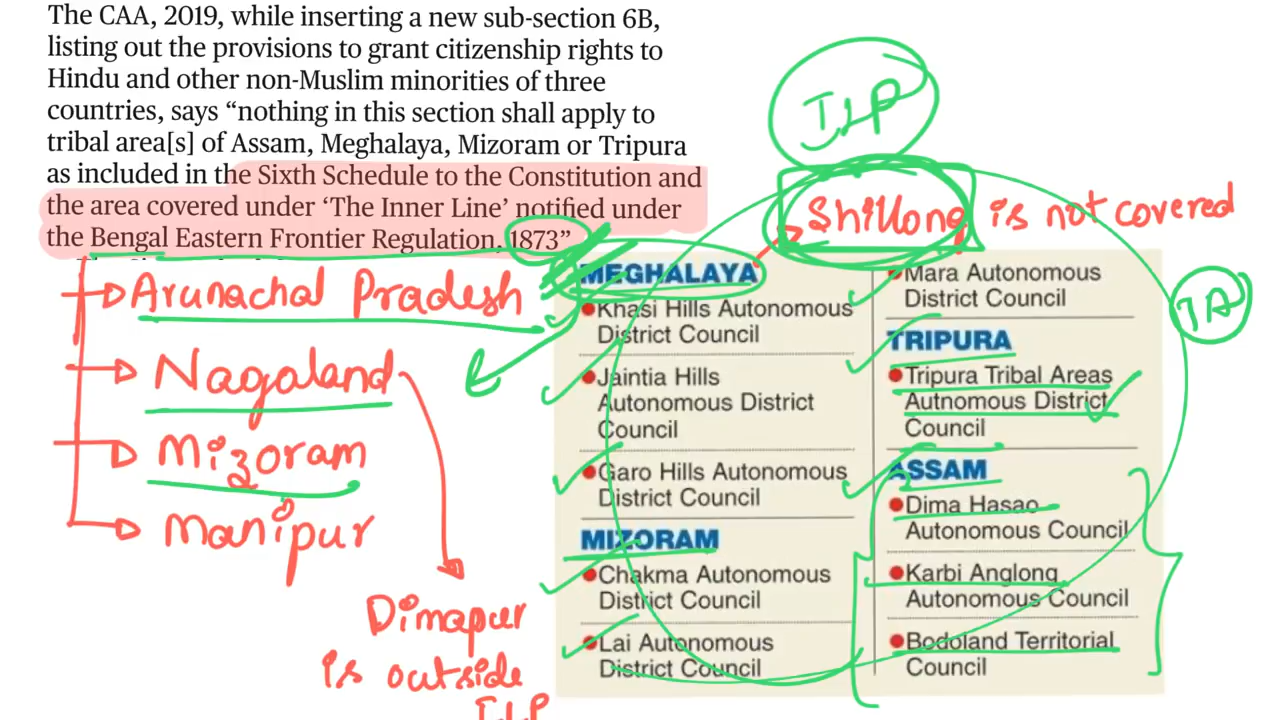 The CAA, 2019, while inserting a new sub-section 6B,
listing out the provisions to grant citizenship rights to
Hindu and other non-Muslim minorities of three
countries, says “nothing in this section shall apply to
tribal area[s] of Assam, Meghalaya, Mizoram or Tripura
as included in the Sixth Schedule to the Constitution and
the area covered under ‘The Inner Line’ notified under
the Bengal Eastern Frontier Regulation, 1873”
Arunachal Pradesh
Nagaland
Mizoram
Manipur
Dimapur
is outside
ILP
ILP
Shillong is not covered
MEGHALAYA
Khasi Hills Autonomous
District Council
Jaintia Hills
Autonomous District
Council
Garo Hills Autonomous
District Council
MIZORAM
Chakma Autonomous
District Council
Lai Autonomous
District Council
Mara Autonomous
District Council
TRIPURA
Tripura Tribal Areas
Autnomous District
Council
ASSAM
Dima Hasao
Autonomous Council
Karbi Anglong
Autonomous Council
Bodoland Territorial
Council